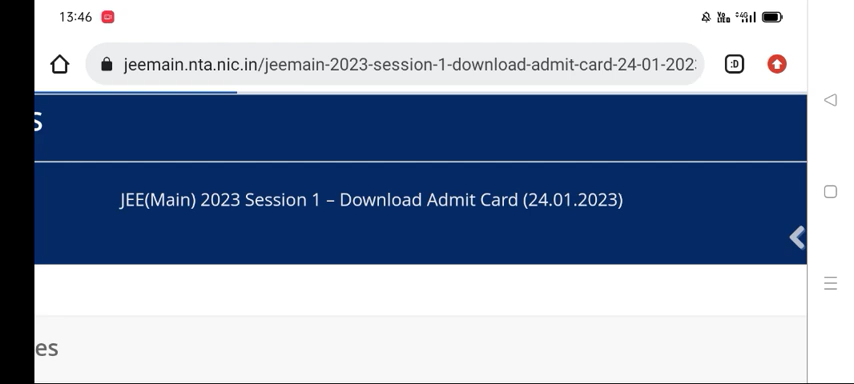 13:46
jeemain.nta.nic.in/jeemain-2023-session-1-download-admit-card-24-01-202
s
JEE(Main) 2023 Session 1 – Download Admit Card (24.01.2023)
es